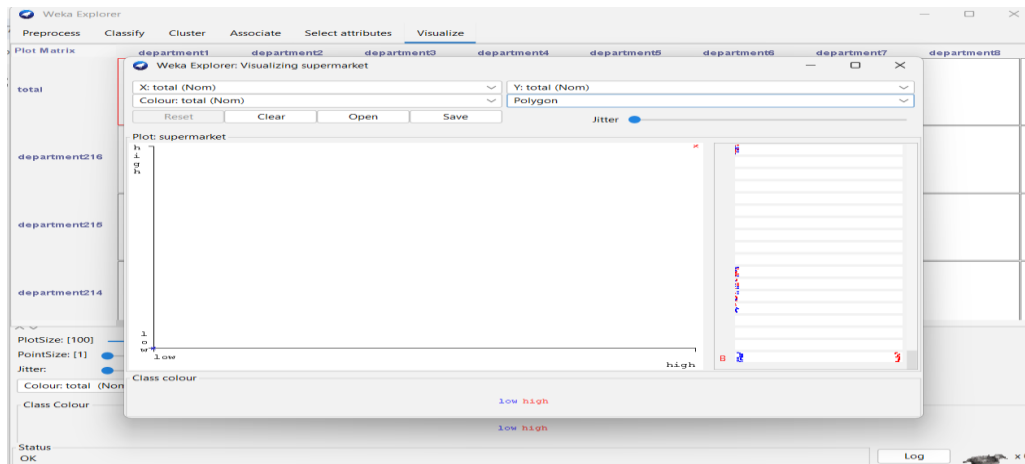 Weka Explorer
Preprocess Classify Cluster Associate Select attributes Visualize
Plot Matrix department1 department2 department3 department4 department5 department6 department7 department8
Weka Explorer: Visualizing supermarket
total
X: total (Nom) Y: total (Nom)
Colour: total (Nom) Polygon
Reset Clear Open Save Jitter
Plot: supermarket
high
department216
department215
department214
low
low
high
B
PlotSize: [100]
PointSize: [1]
Jitter:
Colour: total (Nom
Class colour
low high
Class Colour
low high
Status
OK
Log
x